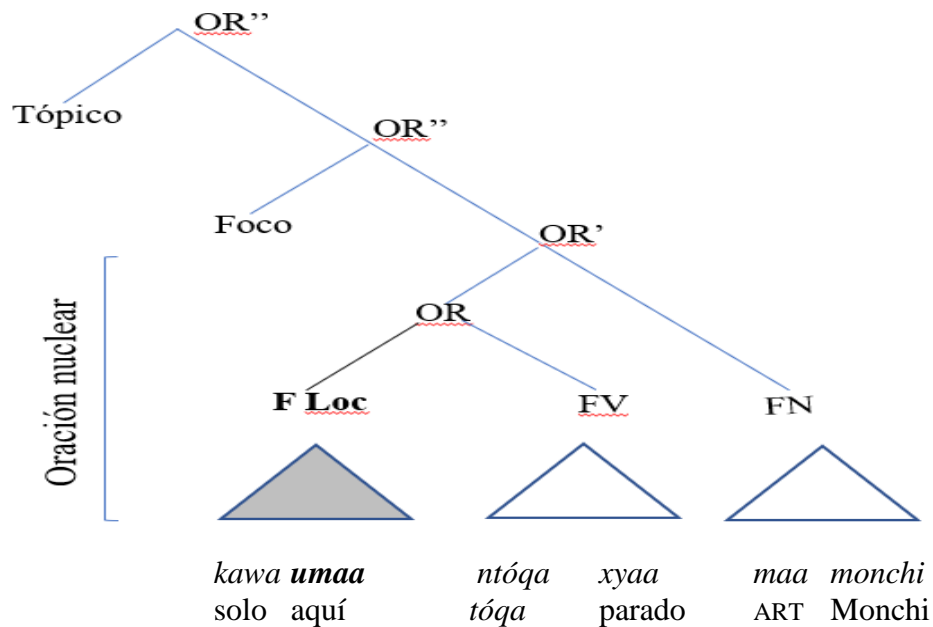 OR’’
Tópico
OR’’
Foco
OR’
Oración nuclear
OR
F Loc FV FN
kawa umaa ntóqa xyaa maa monchi
solo aquí tóqa parado ART Monchi